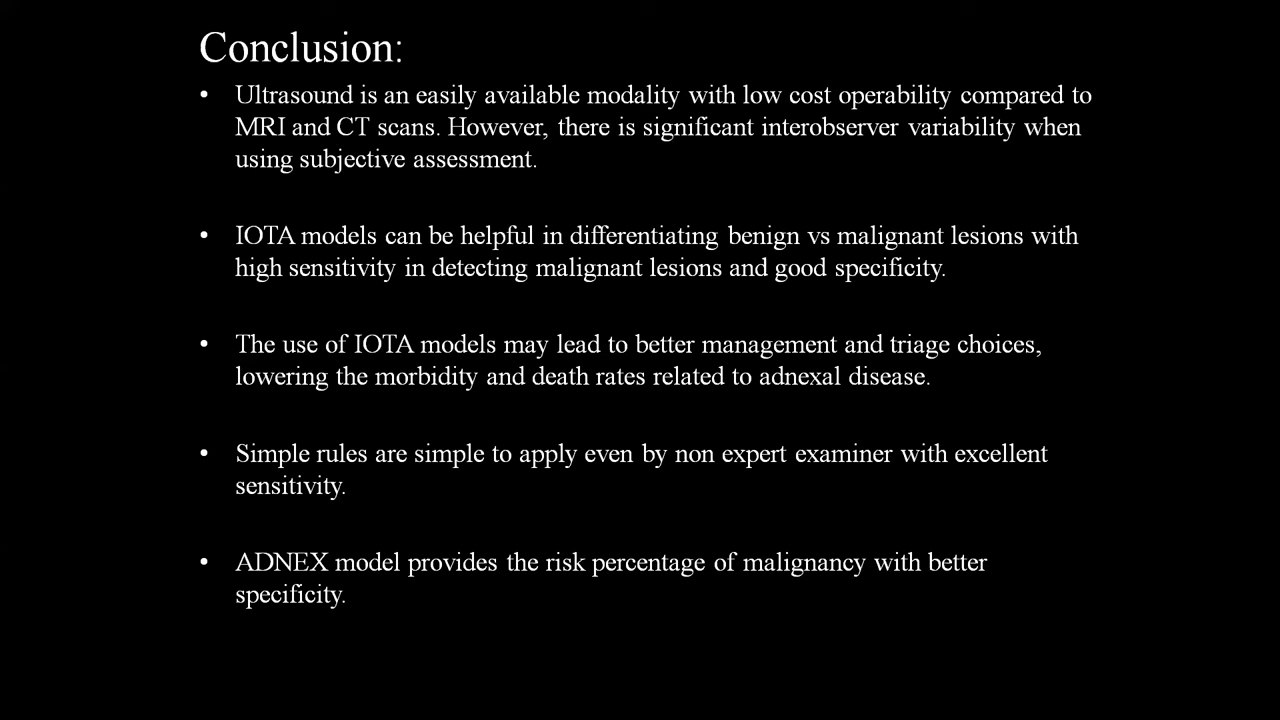 Conclusion:
• Ultrasound is an easily available modality with low cost operability compared to
MRI and CT scans. However, there is significant interobserver variability when
using subjective assessment.
• IOTA models can be helpful in differentiating benign vs malignant lesions with
high sensitivity in detecting malignant lesions and good specificity.
• The use of IOTA models may lead to better management and triage choices,
lowering the morbidity and death rates related to adnexal disease.
• Simple rules are simple to apply even by non expert examiner with excellent
sensitivity.
• ADNEX model provides the risk percentage of malignancy with better
specificity.